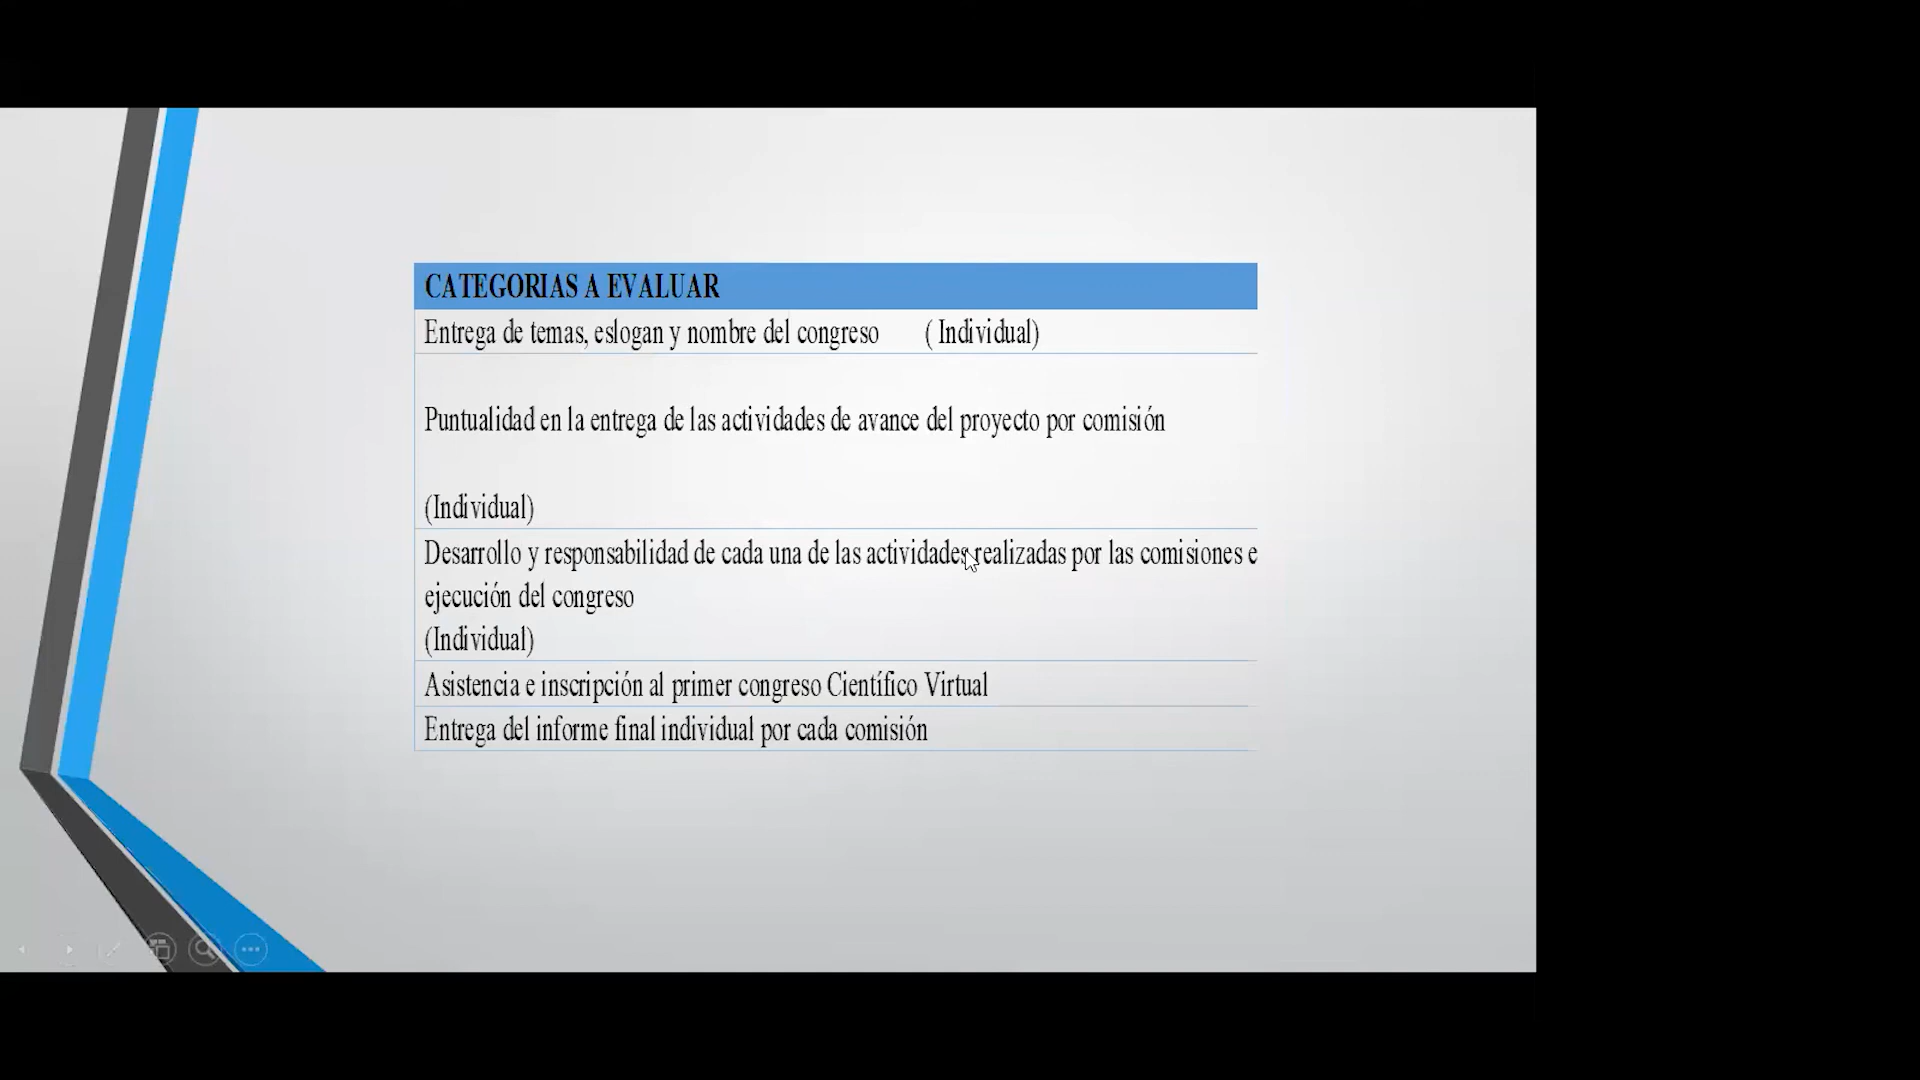 CATEGORIAS A EVALUAR
Entrega de temas, eslogan y nombre del congreso ( Individual)
Puntualidad en la entrega de las actividades de avance del proyecto por comisión
(Individual)
Desarrollo y responsabilidad de cada una de las actividades realizadas por las comisiones e
ejecución del congreso
(Individual)
Asistencia e inscripción al primer congreso Científico Virtual
Entrega del informe final individual por cada comisión